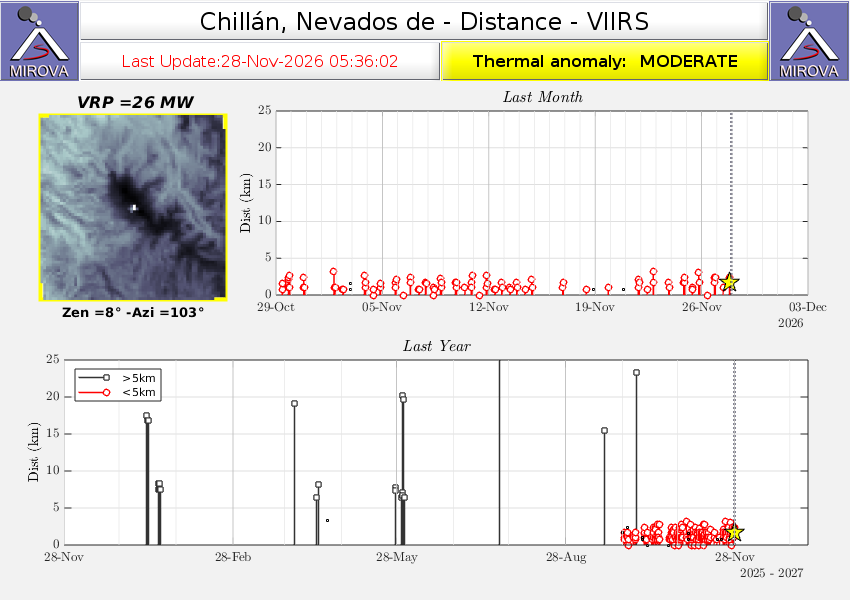 Chillán, Nevados de - Distance - VIIRS
MIROVA
Last Update:28-Nov-2026 05:36:02
Thermal anomaly: MODERATE
MIROVA
VRP =26 MW
Zen =8° -Azi =103°
Last Month
Dist (km)
25
20
15
10
5
0
29-Oct
05-Nov
12-Nov
19-Nov
26-Nov
03-Dec
2026
Last Year
Dist (km)
25
20
15
10
5
0
>5km
<5km
28-Nov
28-Feb
28-May
28-Aug
28-Nov
2025 - 2027